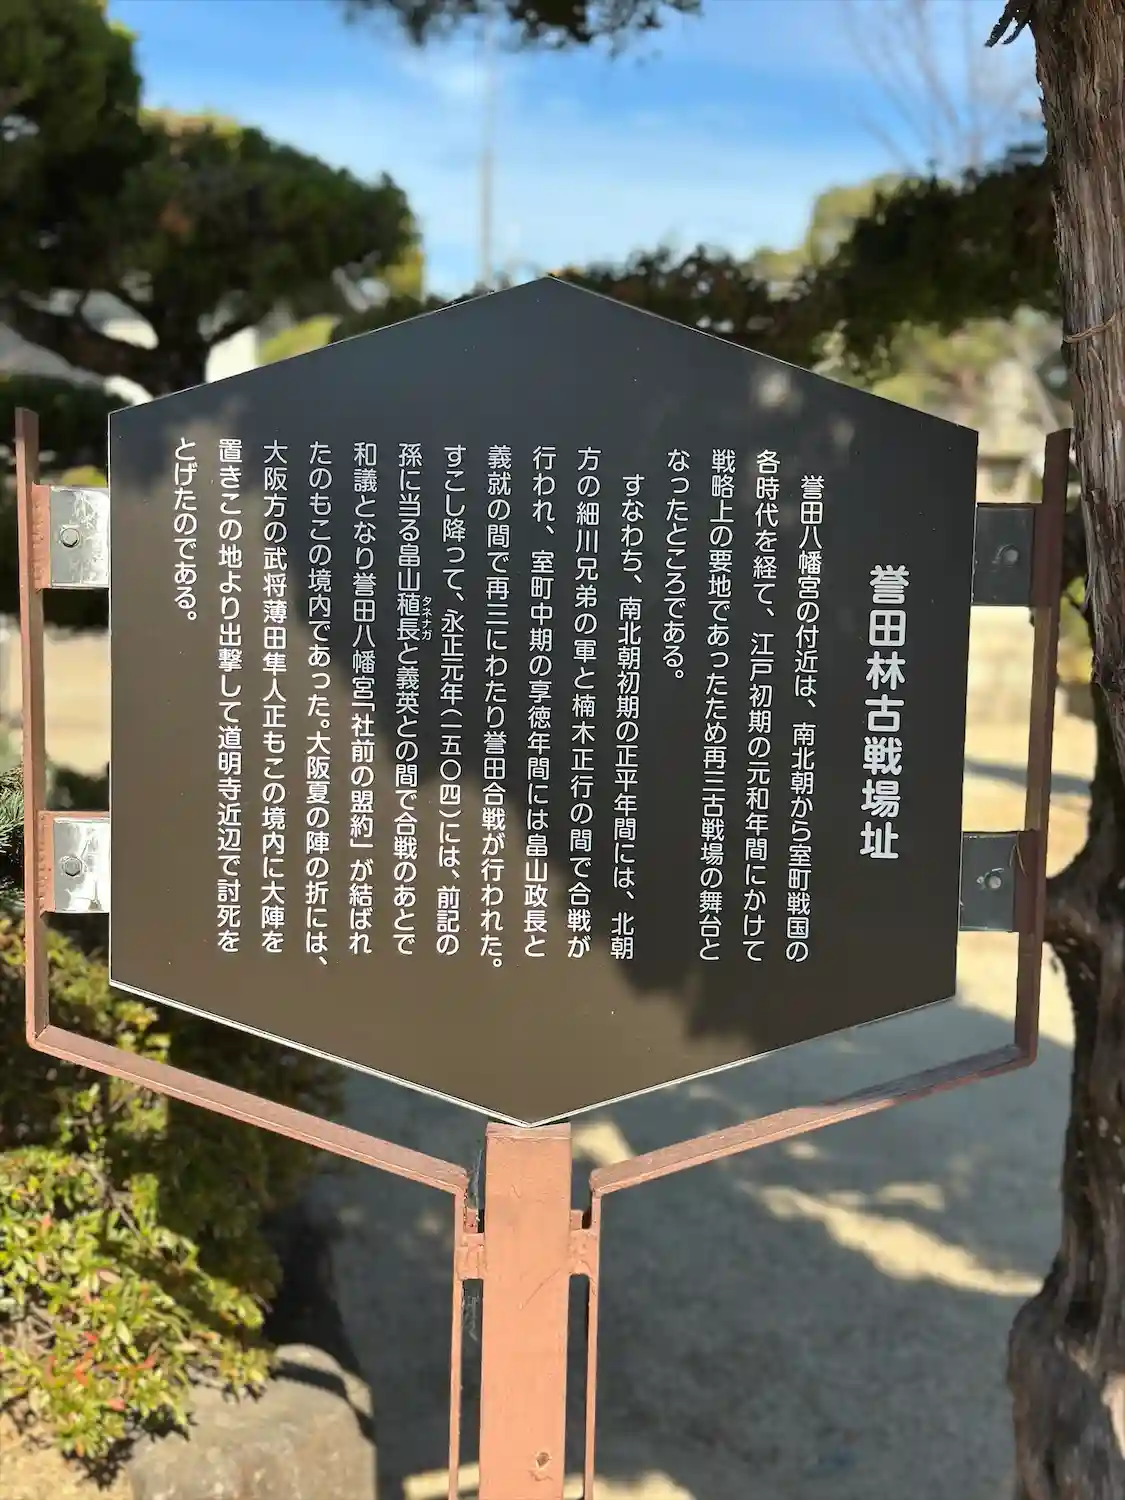 誉田林古戦場址
誉田八幡宮の付近は、南北朝から室町戦国の
各時代を経て、江戸初期の元和年間にかけて
戦略上の要地であったため再三古戦場の舞台と
なったところである。
すなわち、南北朝初期の正平年間には、北朝
方の細川兄弟の軍と楠木正行の間で合戦が
行われ、室町中期の享徳年間には畠山政長と
義就の間で再三にわたり誉田合戦が行われた。
すこし降って、永正元年(一五〇四)には、前記の
孫に当る畠山稙長と義英との間で合戦のあとで
タネナガ
和議となり誉田八幡宮「社前の盟約」が結ばれ
たのもこの境内であった。大阪夏の陣の折には、
大阪方の武将薄田隼人正もこの境内に大陣を
置きこの地より出撃して道明寺近辺で討死を
とげたのである。